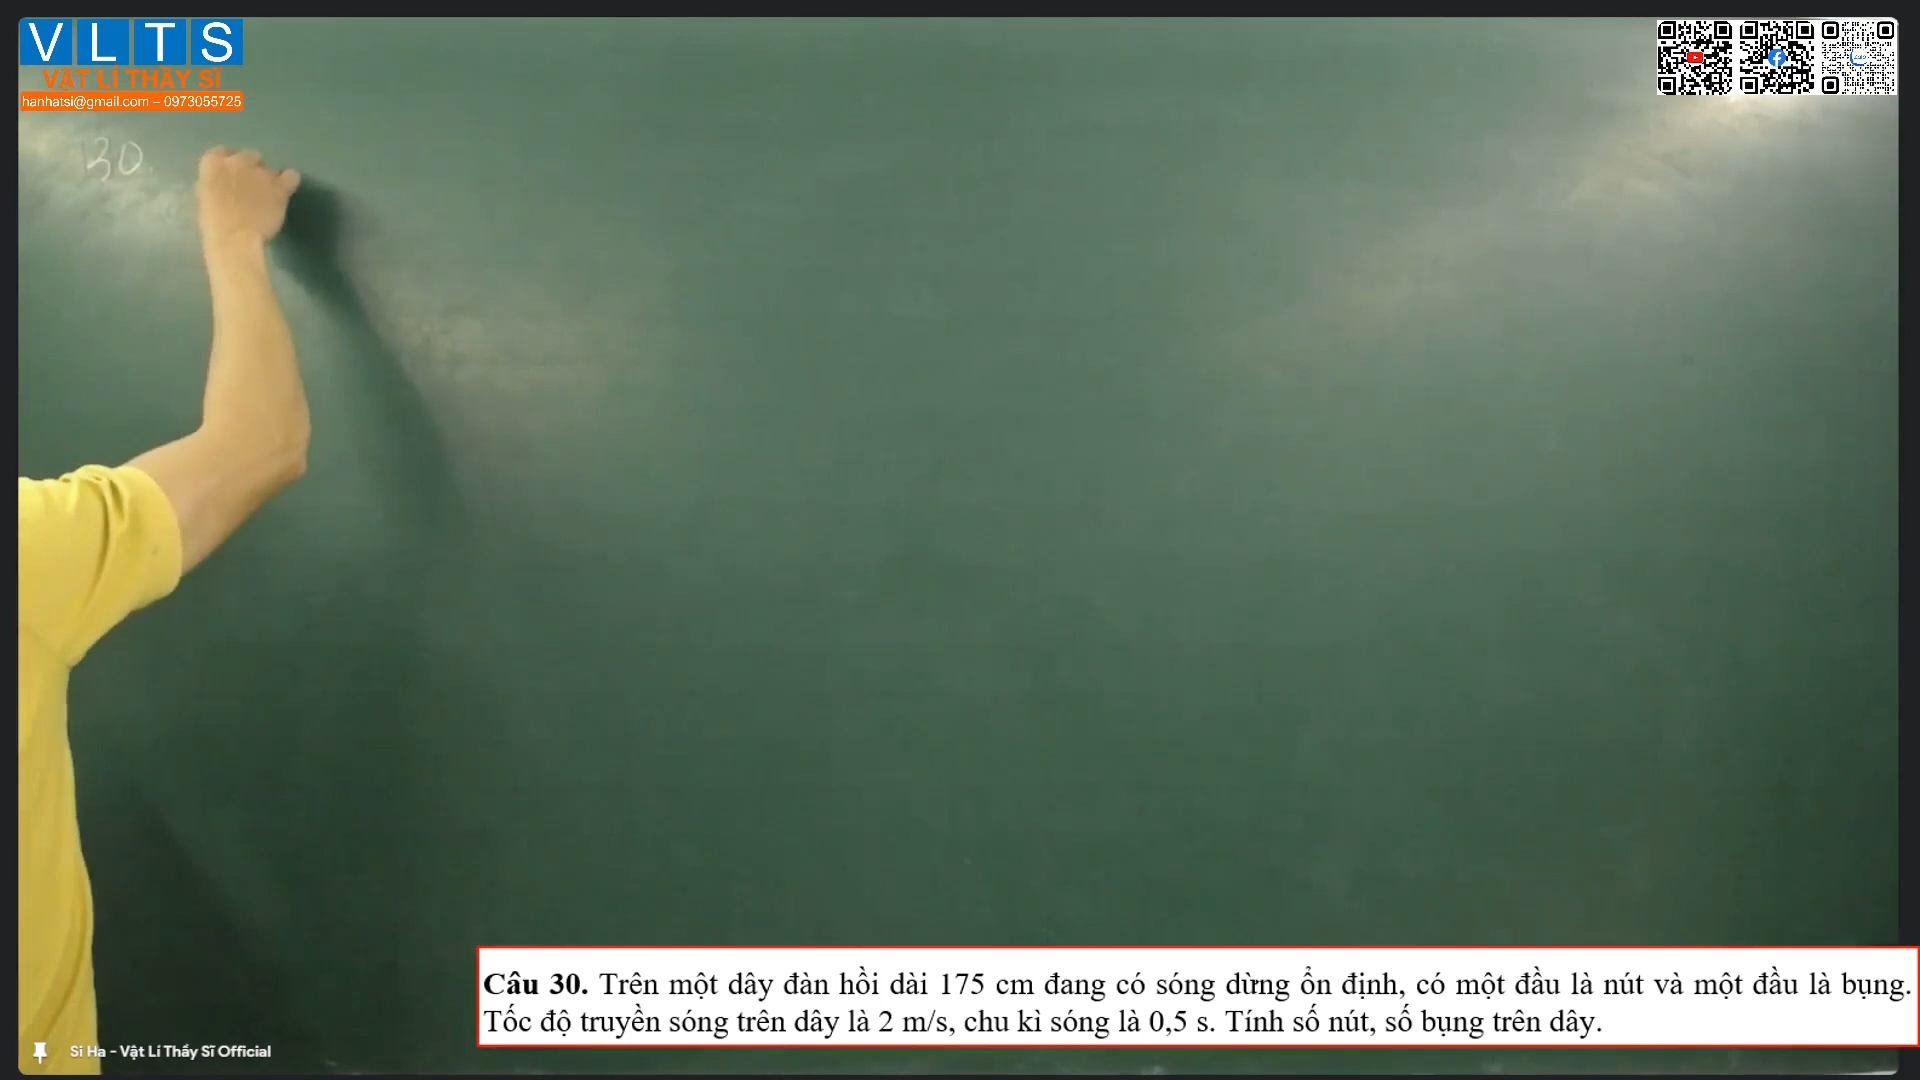 VLTS
VẬT LÍ THẦY SĨ
hanhatsi@gmail.com – 0973055725
30.
Câu 30. Trên một dây đàn hồi dài 175 cm đang có sóng dừng ổn định, có một đầu là nút và một đầu là bụng.
Tốc độ truyền sóng trên dây là 2 m/s, chu kì sóng là 0,5 s. Tính số nút, số bụng trên dây.
Si Ha - Vật Lí Thầy Sĩ Official